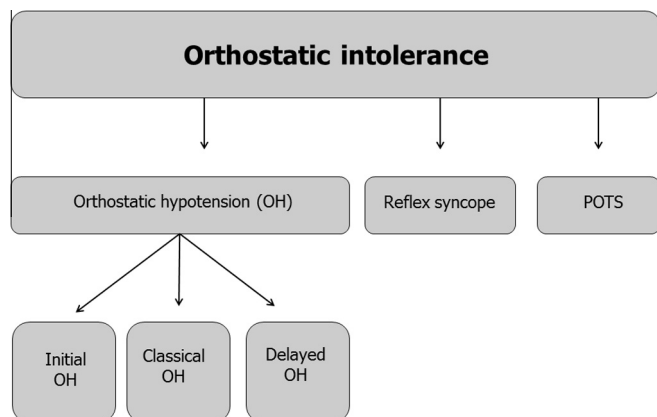 Orthostatic intolerance
Orthostatic hypotension (OH)
Reflex syncope
POTS
Initial
OH
Classical
OH
Delayed
OH